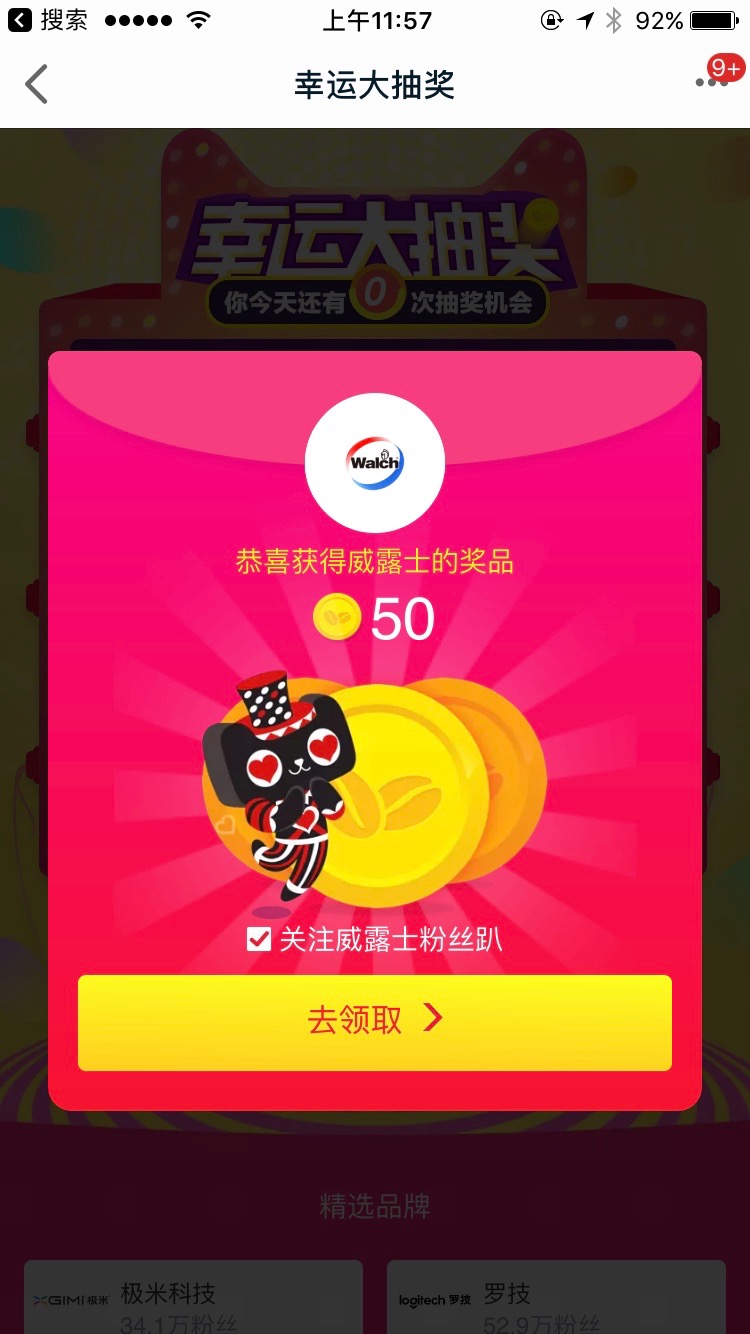 搜索
上午11:57
92%
幸运大抽奖
9+
幸运大抽奖
你今天还有0次抽奖机会
Walch
恭喜获得威露士的奖品
50
关注威露士粉丝趴
去领取
精选品牌
XGIMI 极米
极米科技
34.1万粉丝
logitech 罗技
罗技
52.9万粉丝